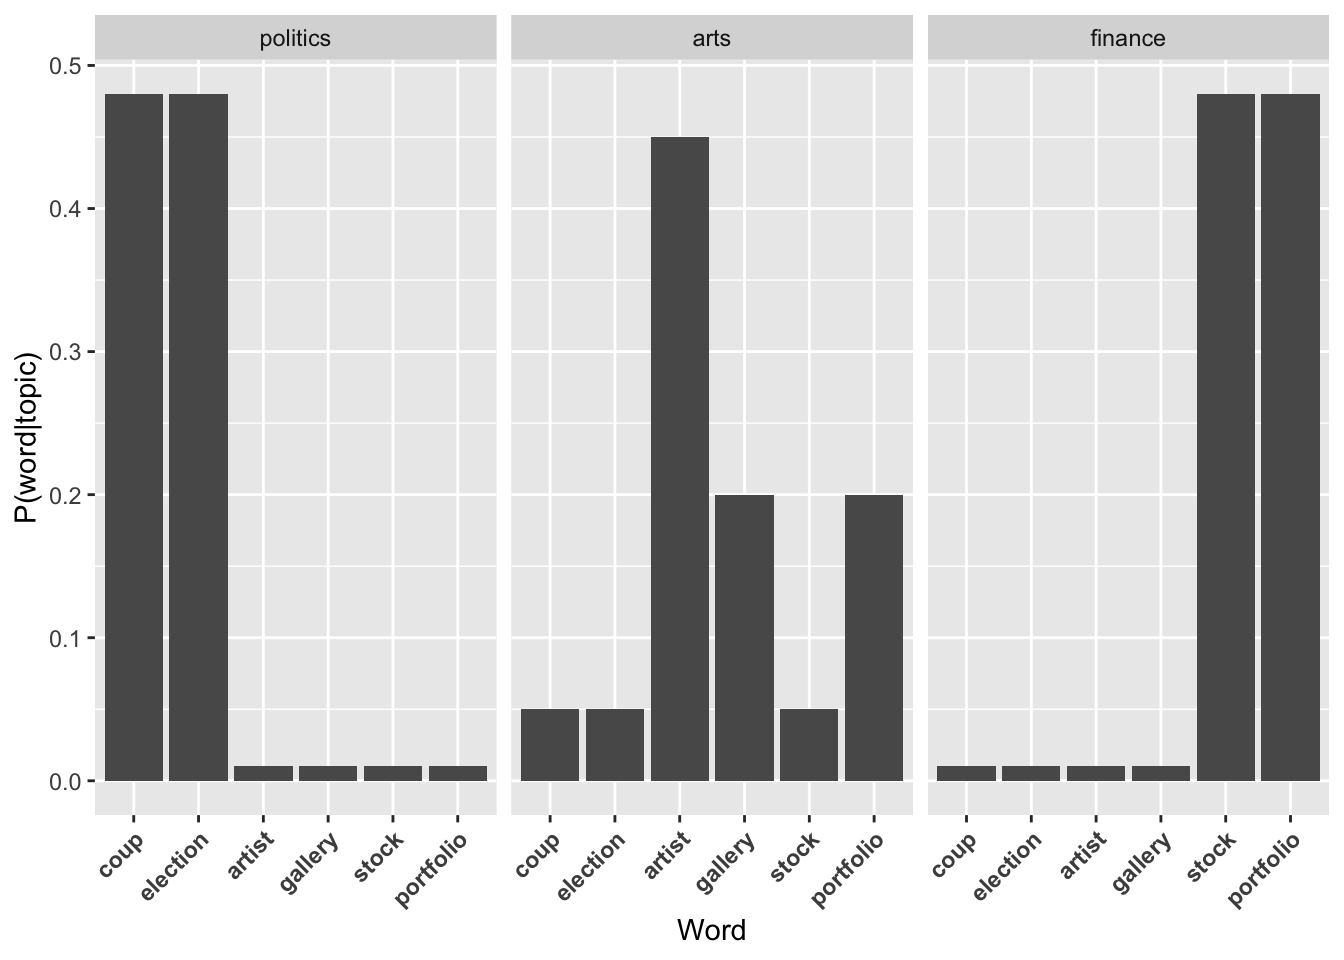 politics
arts
finance
0.5
0.4
0.3
0.2
0.1
0.0
P(word|topic)
coup
election
artist
gallery
stock
portfolio
coup
election
artist
gallery
stock
portfolio
coup
election
artist
gallery
stock
portfolio
Word